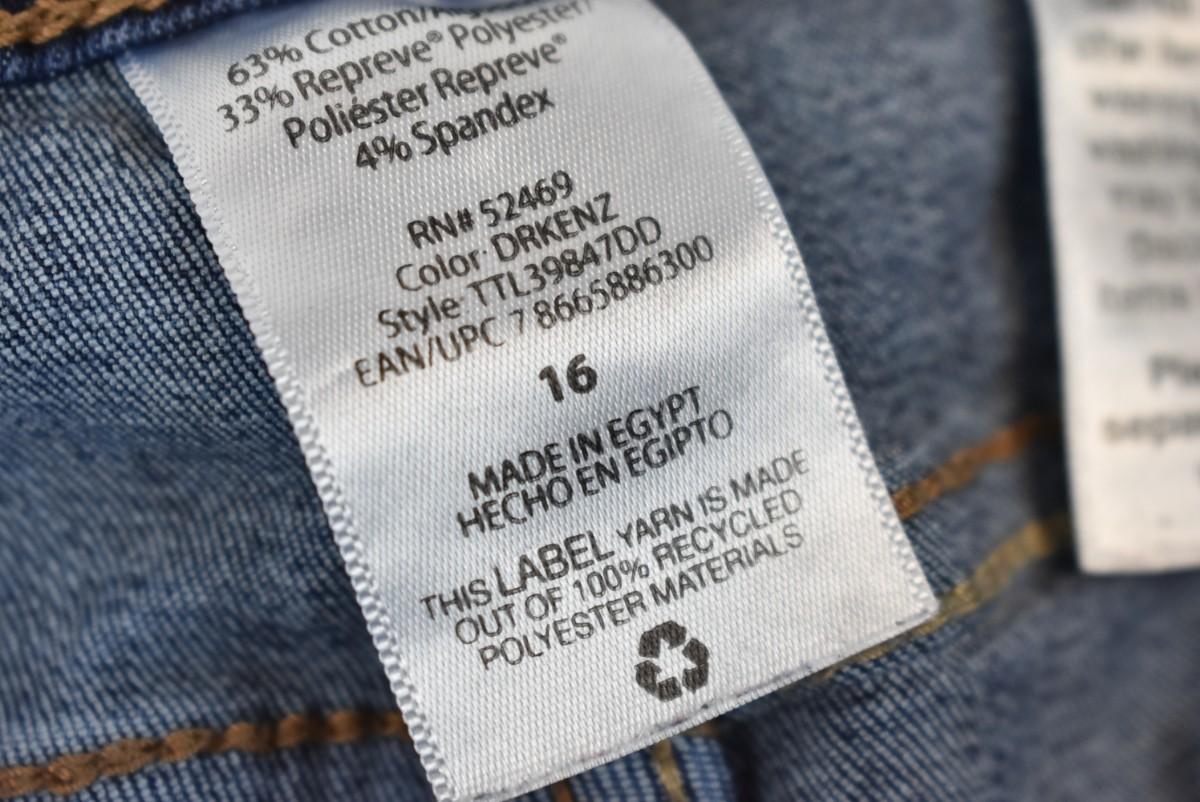 63% Cotton/
33% Repreve® Polyester/
Poliéster Repreve®
4% Spandex
RN# 52469
Color: DRKENZ
Style: TTL39847DD
EAN/UPC 7 8665886300
16
MADE IN EGYPT
HECHO EN EGIPTO
THIS LABEL YARN IS MADE
OUT OF 100% RECYCLED
POLYESTER MATERIALS